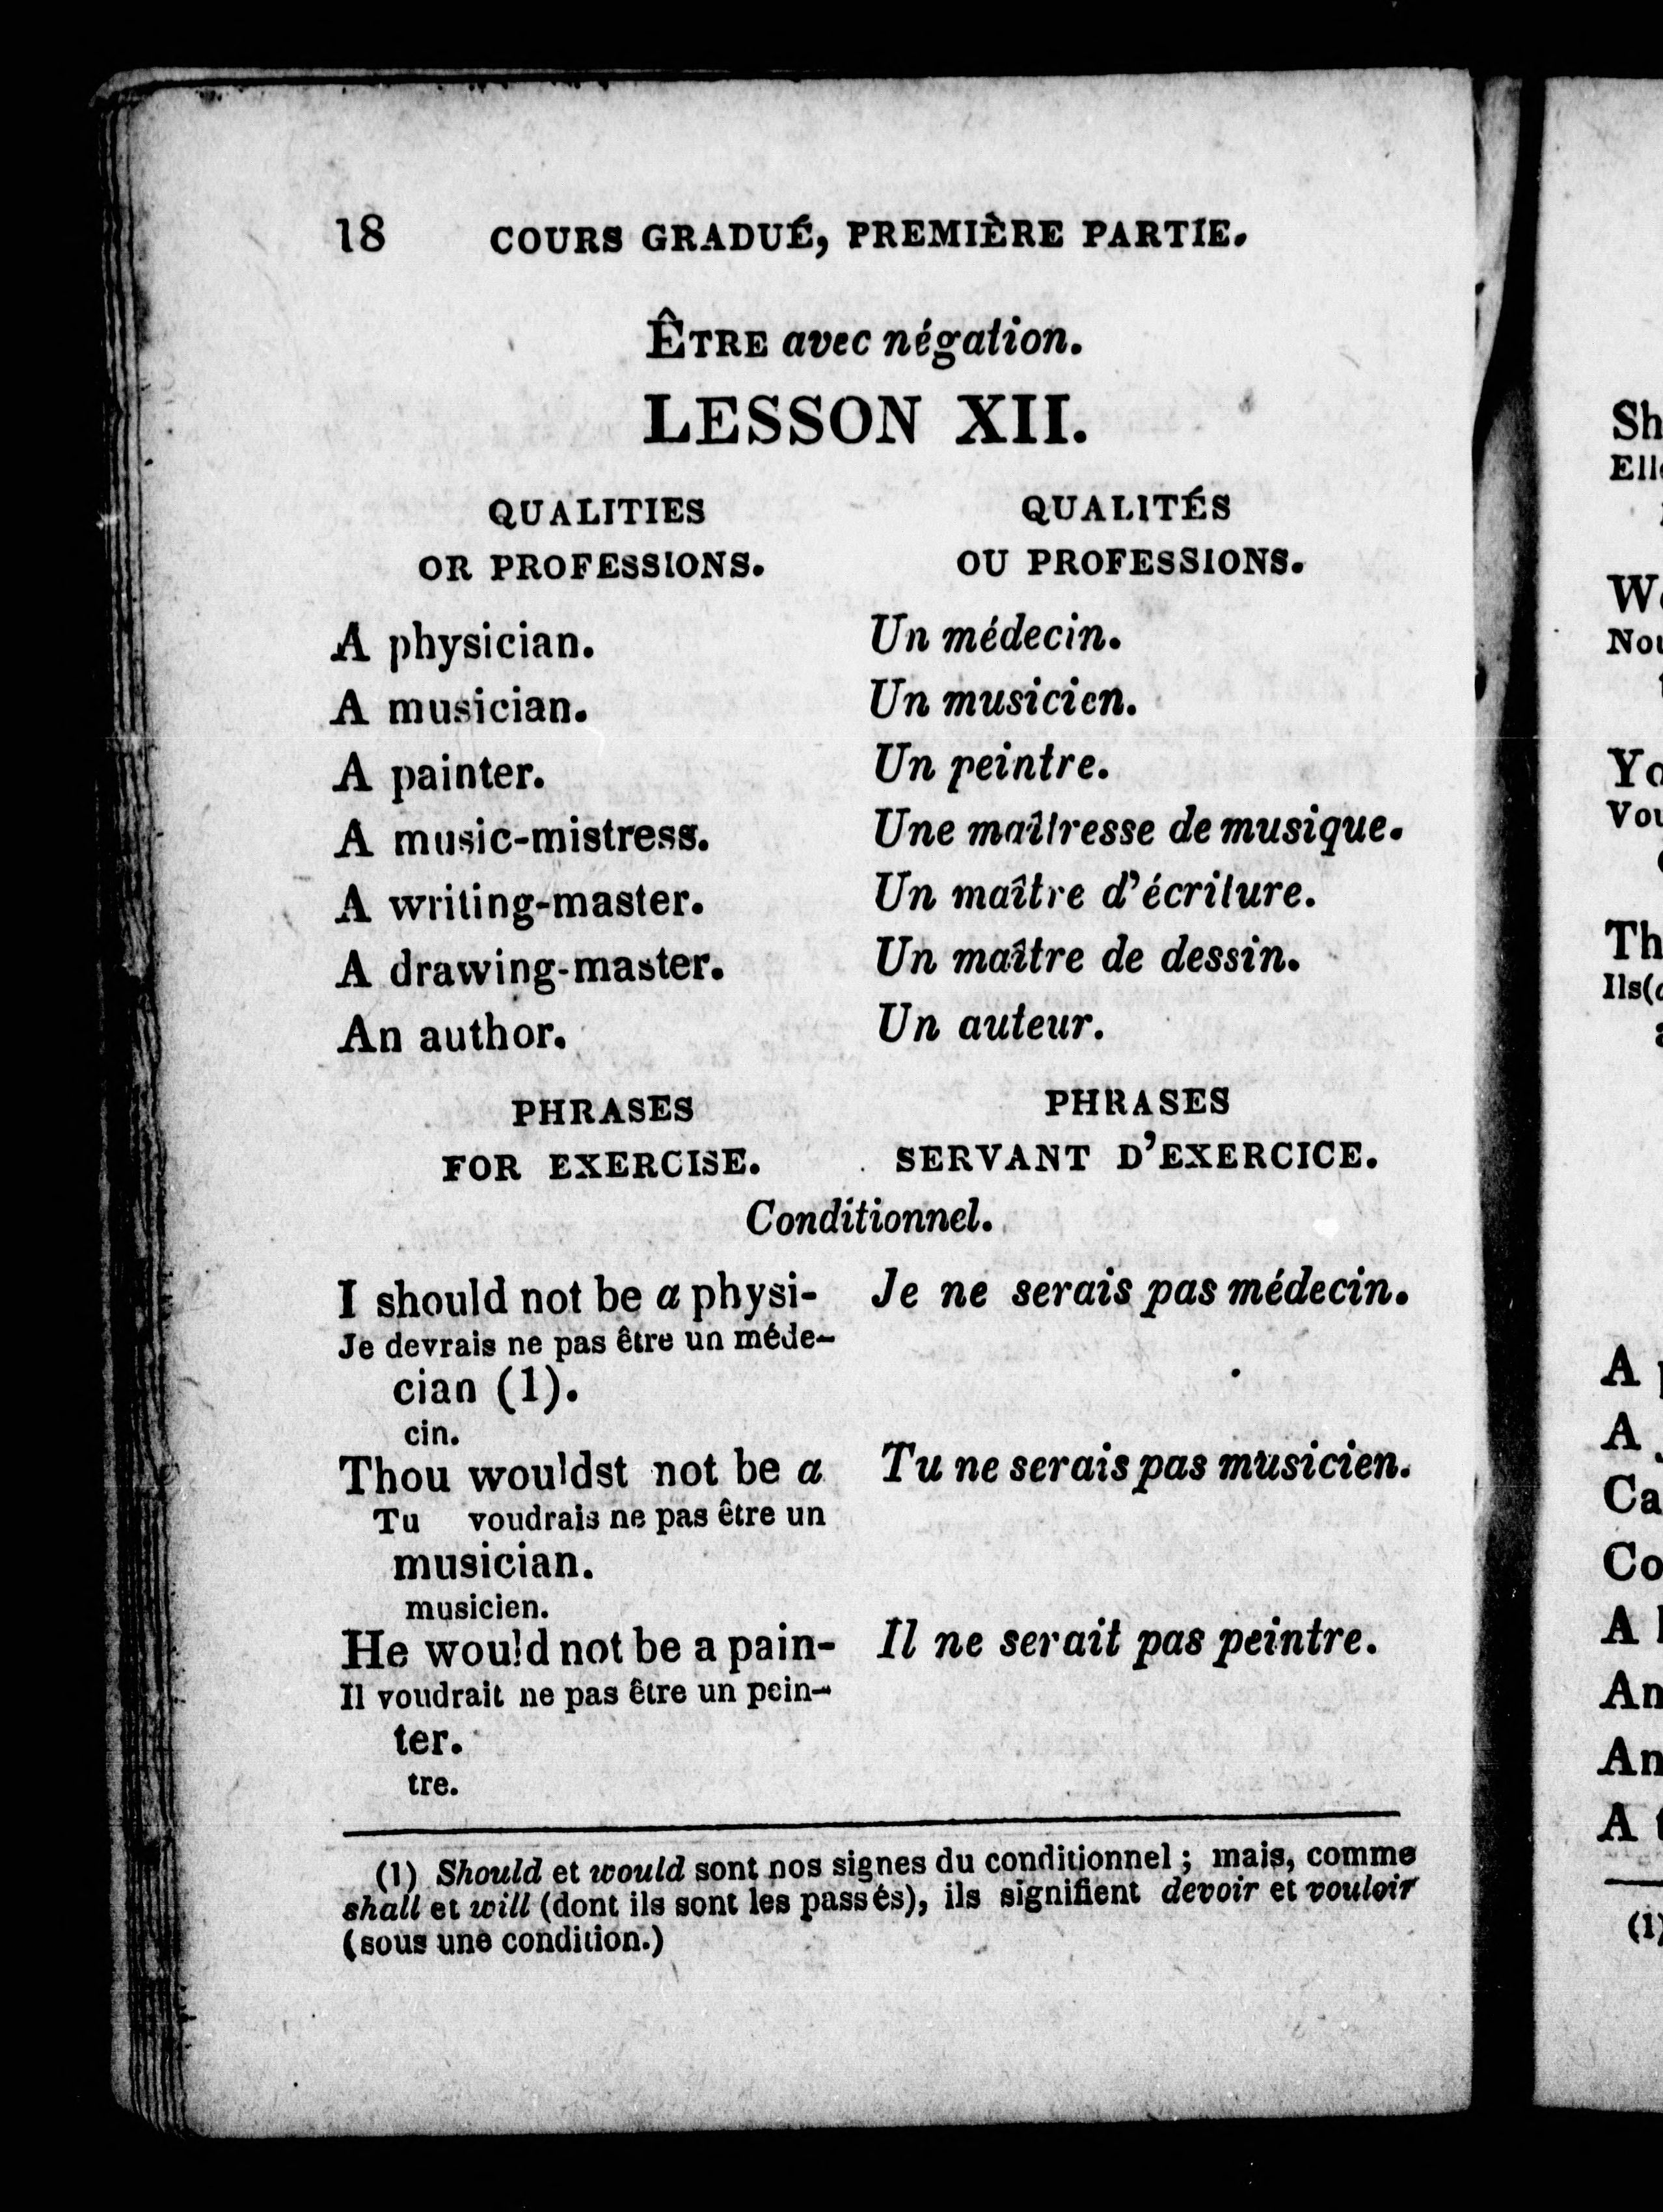 18 COURS GRADUÉ, PREMIÈRE PARTIE.
ÊTRE avec négation.
LESSON XII.
QUALITIES
OR PROFESSIONS.
QUALITÉS
OU PROFESSIONS.
A physician. Un médecin.
A musician. Un musicien.
A painter. Un peintre.
A music-mistress. Une maîtresse de musique.
A writing-master. Un maître d'écriture.
A drawing-master. Un maître de dessin.
An author. Un auteur.
PHRASES
FOR EXERCISE.
PHRASES
SERVANT D'EXERCICE.
Conditionnel.
I should not be a physi- Je ne serais pas médecin.
Je devrais ne pas être un méde-
cian (1).
cin.
Thou wouldst not be a Tu ne serais pas musicien.
Tu voudrais ne pas être un
musician.
musicien.
He would not be a pain- Il ne serait pas peintre.
Il voudrait ne pas être un pein-
ter.
tre.
(1) Should et would sont nos signes du conditionnel ; mais, comme
shall et will (dont ils sont les passés), ils signifient devoir et vouloir
(sous une condition.)